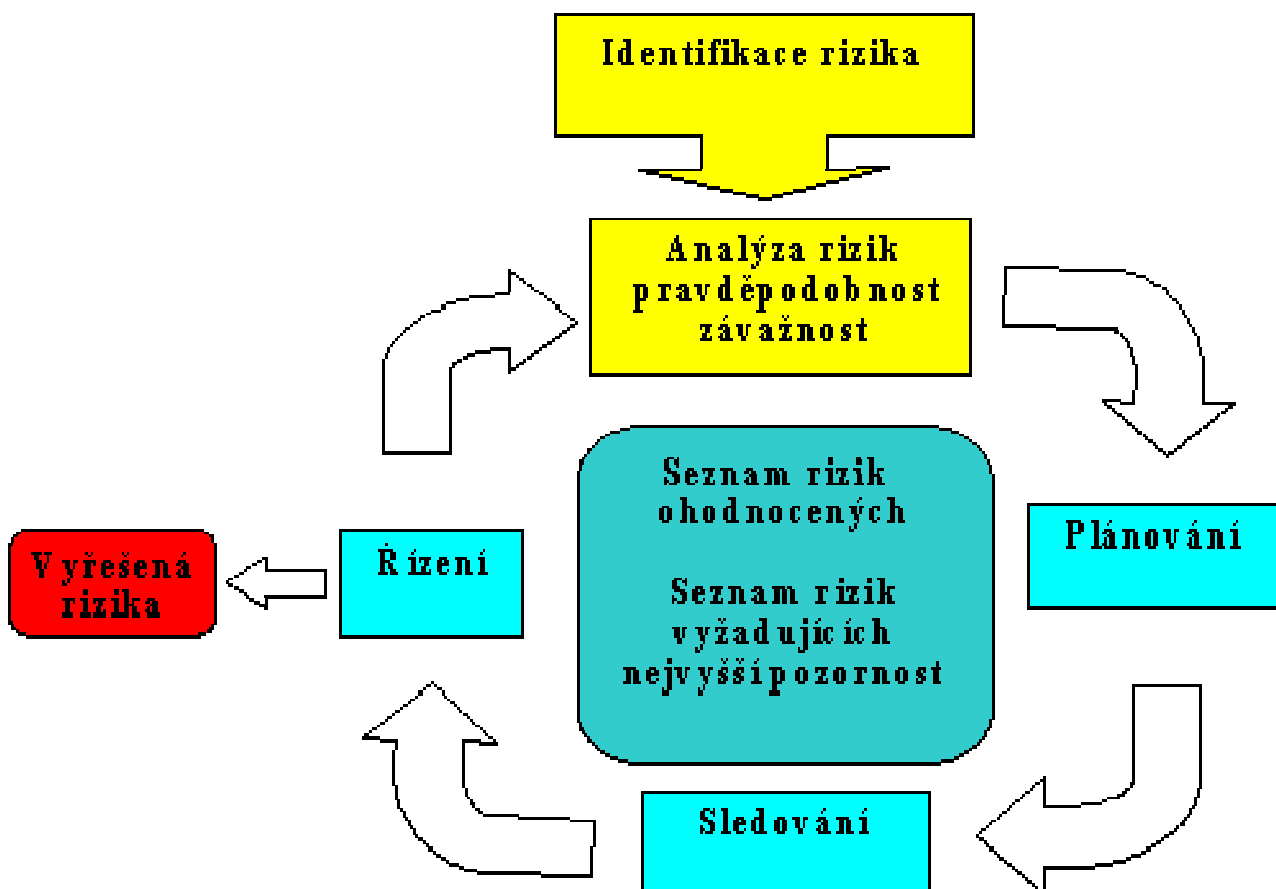 Identifikace rizika
Analýza rizik
pravděpodobnost
závažnost
Seznam rizik
ohodnocených
Seznam rizik
vyžadujících
nejvyšší pozornost
Plánování
Řízení
Vyřešená
rizika
Sledování